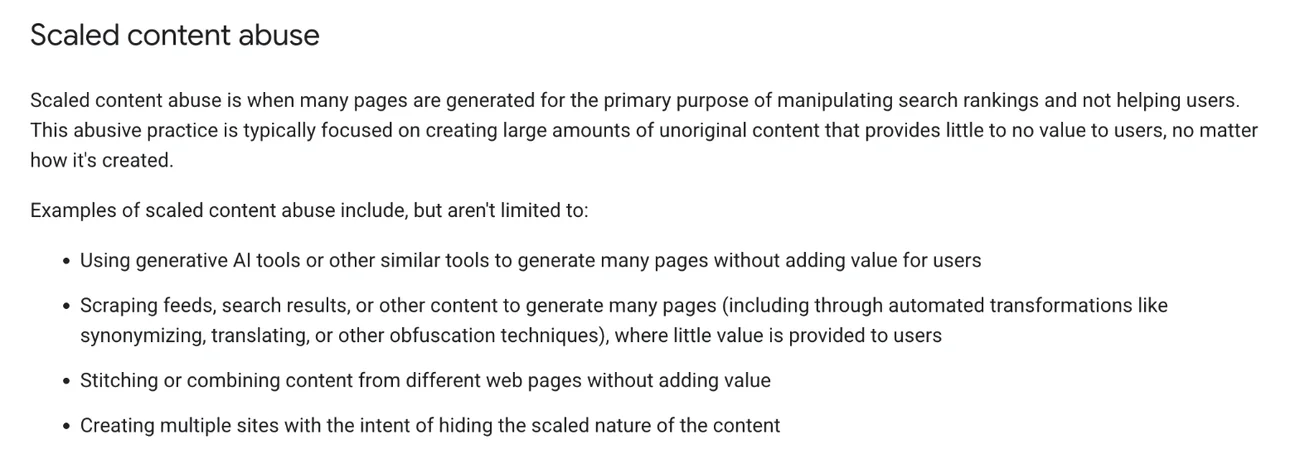 Scaled content abuse
Scaled content abuse is when many pages are generated for the primary purpose of manipulating search rankings and not helping users.
This abusive practice is typically focused on creating large amounts of unoriginal content that provides little to no value to users, no matter
how it's created.
Examples of scaled content abuse include, but aren't limited to:
• Using generative AI tools or other similar tools to generate many pages without adding value for users
• Scraping feeds, search results, or other content to generate many pages (including through automated transformations like
synonymizing, translating, or other obfuscation techniques), where little value is provided to users
• Stitching or combining content from different web pages without adding value
• Creating multiple sites with the intent of hiding the scaled nature of the content